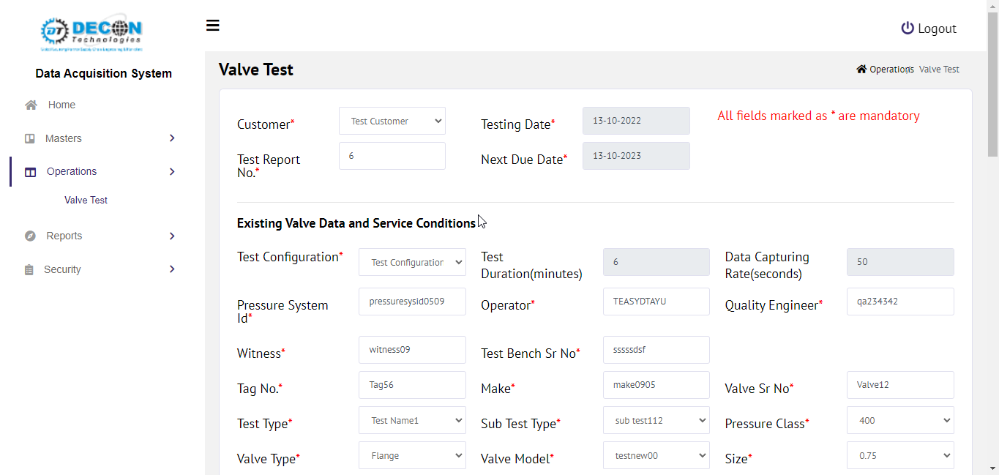 DT DECON
Technologies
Data Acquisition System
Home
Masters
Operations
Valve Test
Reports
Security
Logout
Valve Test
Operations / Valve Test
Customer* Test Customer Testing Date* 13-10-2022 All fields marked as * are mandatory
Test Report No.* 6 Next Due Date* 13-10-2023
Existing Valve Data and Service Conditions
Test Configuration* Test Configuration Test Duration(minutes) 6 Data Capturing Rate(seconds) 50
Pressure System Id* pressuresysid0509 Operator* TEASYDTAYU Quality Engineer* qa234342
Witness* witness09 Test Bench Sr No* sssssdsf
Tag No.* Tag56 Make* make0905 Valve Sr No* Valve12
Test Type* Test Name1 Sub Test Type* sub test112 Pressure Class* 400
Valve Type* Flange Valve Model* testnew00 Size* 0.75